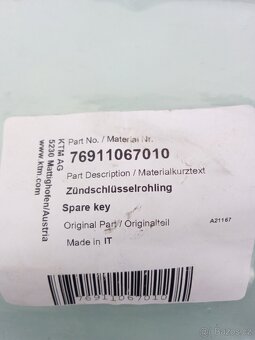 KTM AG
5230 Mattighofen/Austria
www.ktm.com
Part No. / Material Nr.
76911067010
Part Description / Materialkurztext
Zündschlüsselrohling
Spare key
Original Part / Originalteil
A21167
Made in IT
76911067010